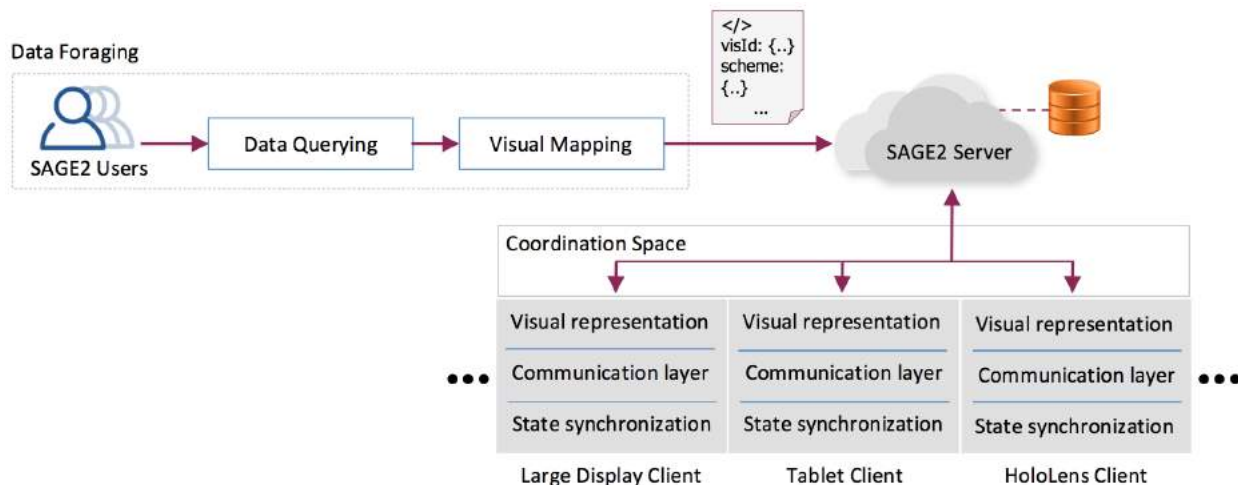 Data Foraging
SAGE2 Users
Data Querying
Visual Mapping
</>
visId: {..}
scheme:
{..}
...
SAGE2 Server
Coordination Space
Visual representation
Communication layer
State synchronization
Large Display Client
Visual representation
Communication layer
State synchronization
Tablet Client
Visual representation
Communication layer
State synchronization
HoloLens Client